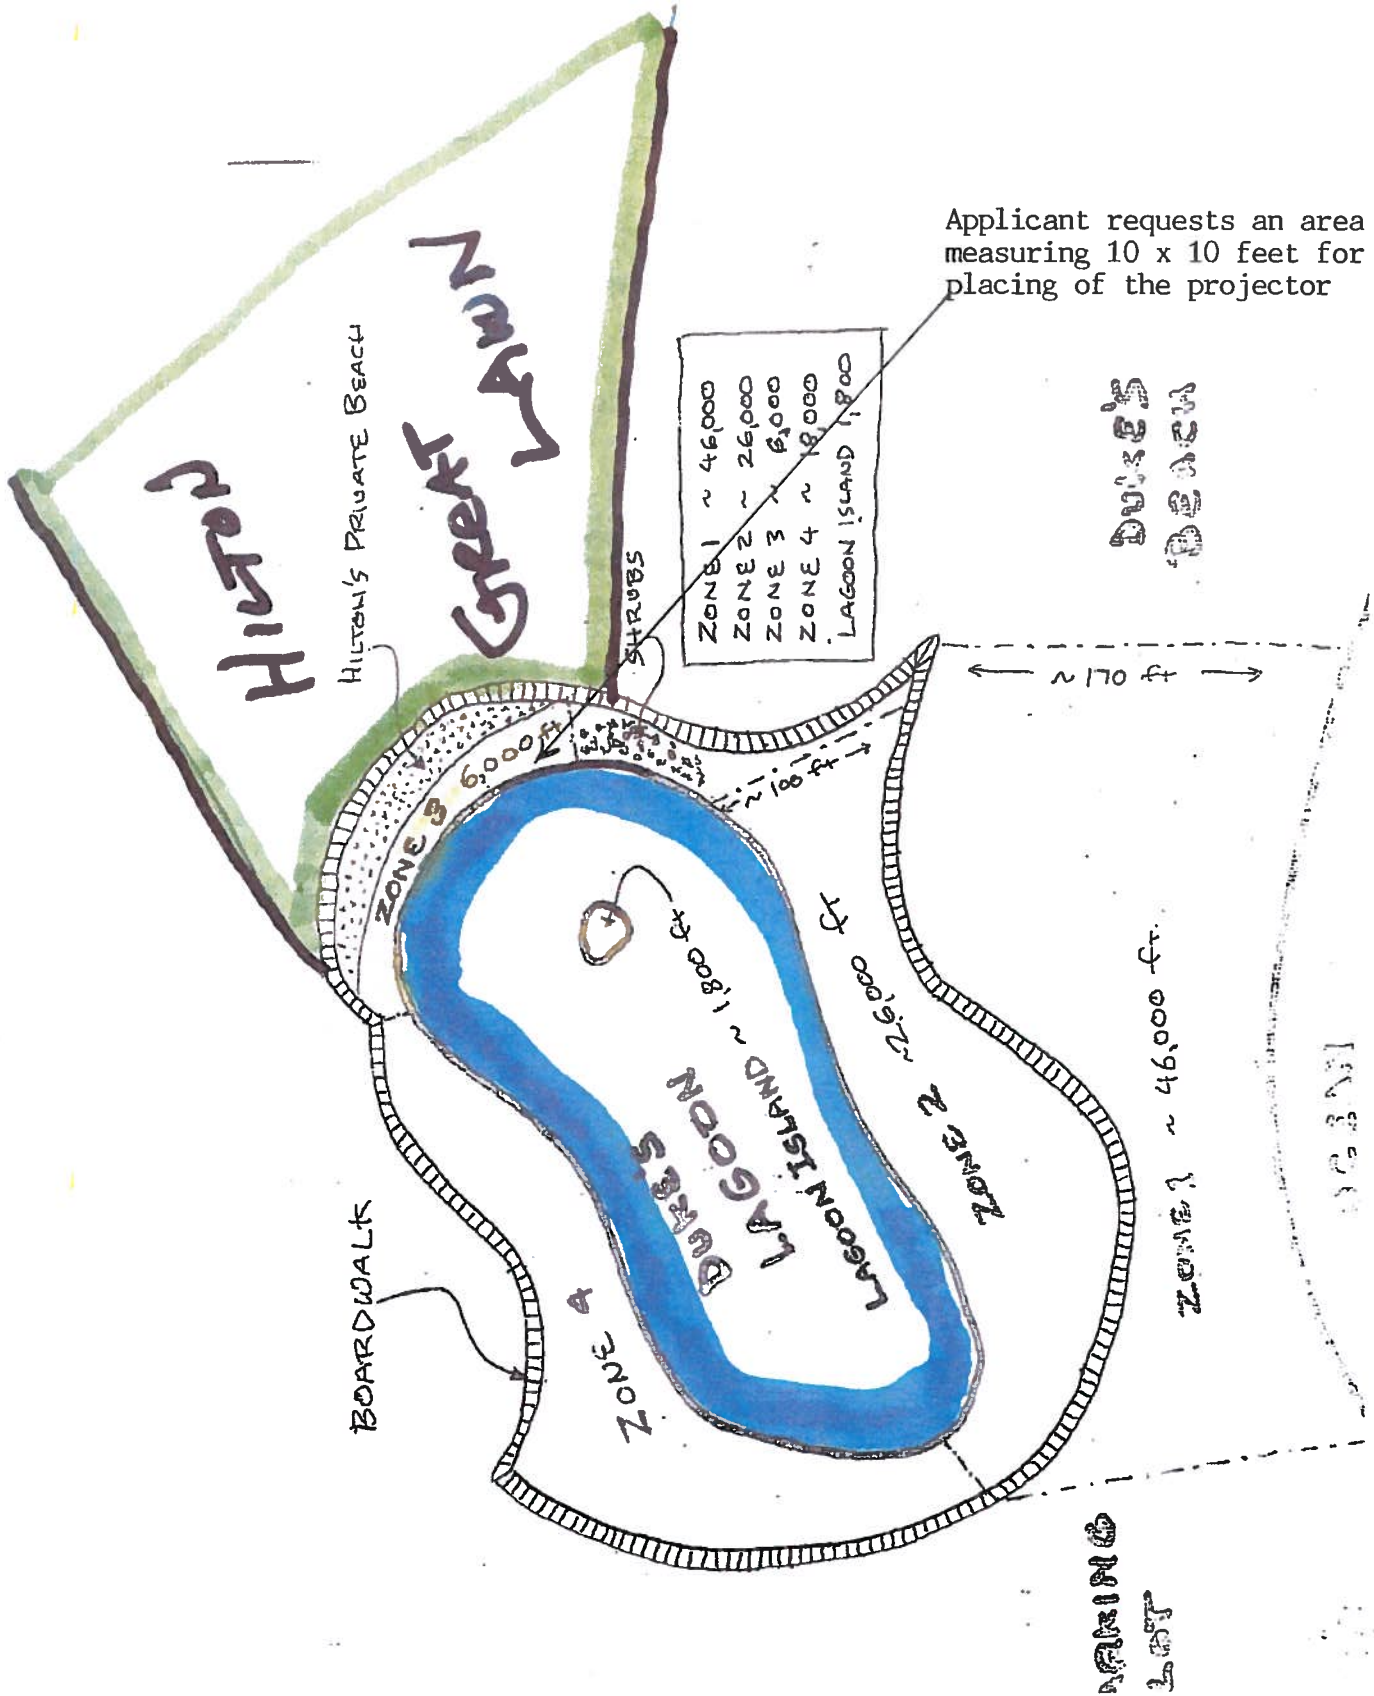 Applicant requests an area
measuring 10 x 10 feet for
placing of the projector
HILTON
GREAT
LAWN
HILTON'S PRIVATE BEACH
SHRUBS
ZONE 1 ~ 46,000
ZONE 2 ~ 26,000
ZONE 3 ~ 6,000
ZONE 4 ~ 18,000
LAGOON ISLAND 1,800
DUKE'S
BEACH
~ 170 ft
~ 100 ft
ZONE 3 6,000 ft
DUKE'S
LAGOON
LAGOON ISLAND ~ 1,800 ft
ZONE 2 ~26,000 ft
ZONE 1 ~ 46,000 ft.
ZONE 4
BOARDWALK
LOT